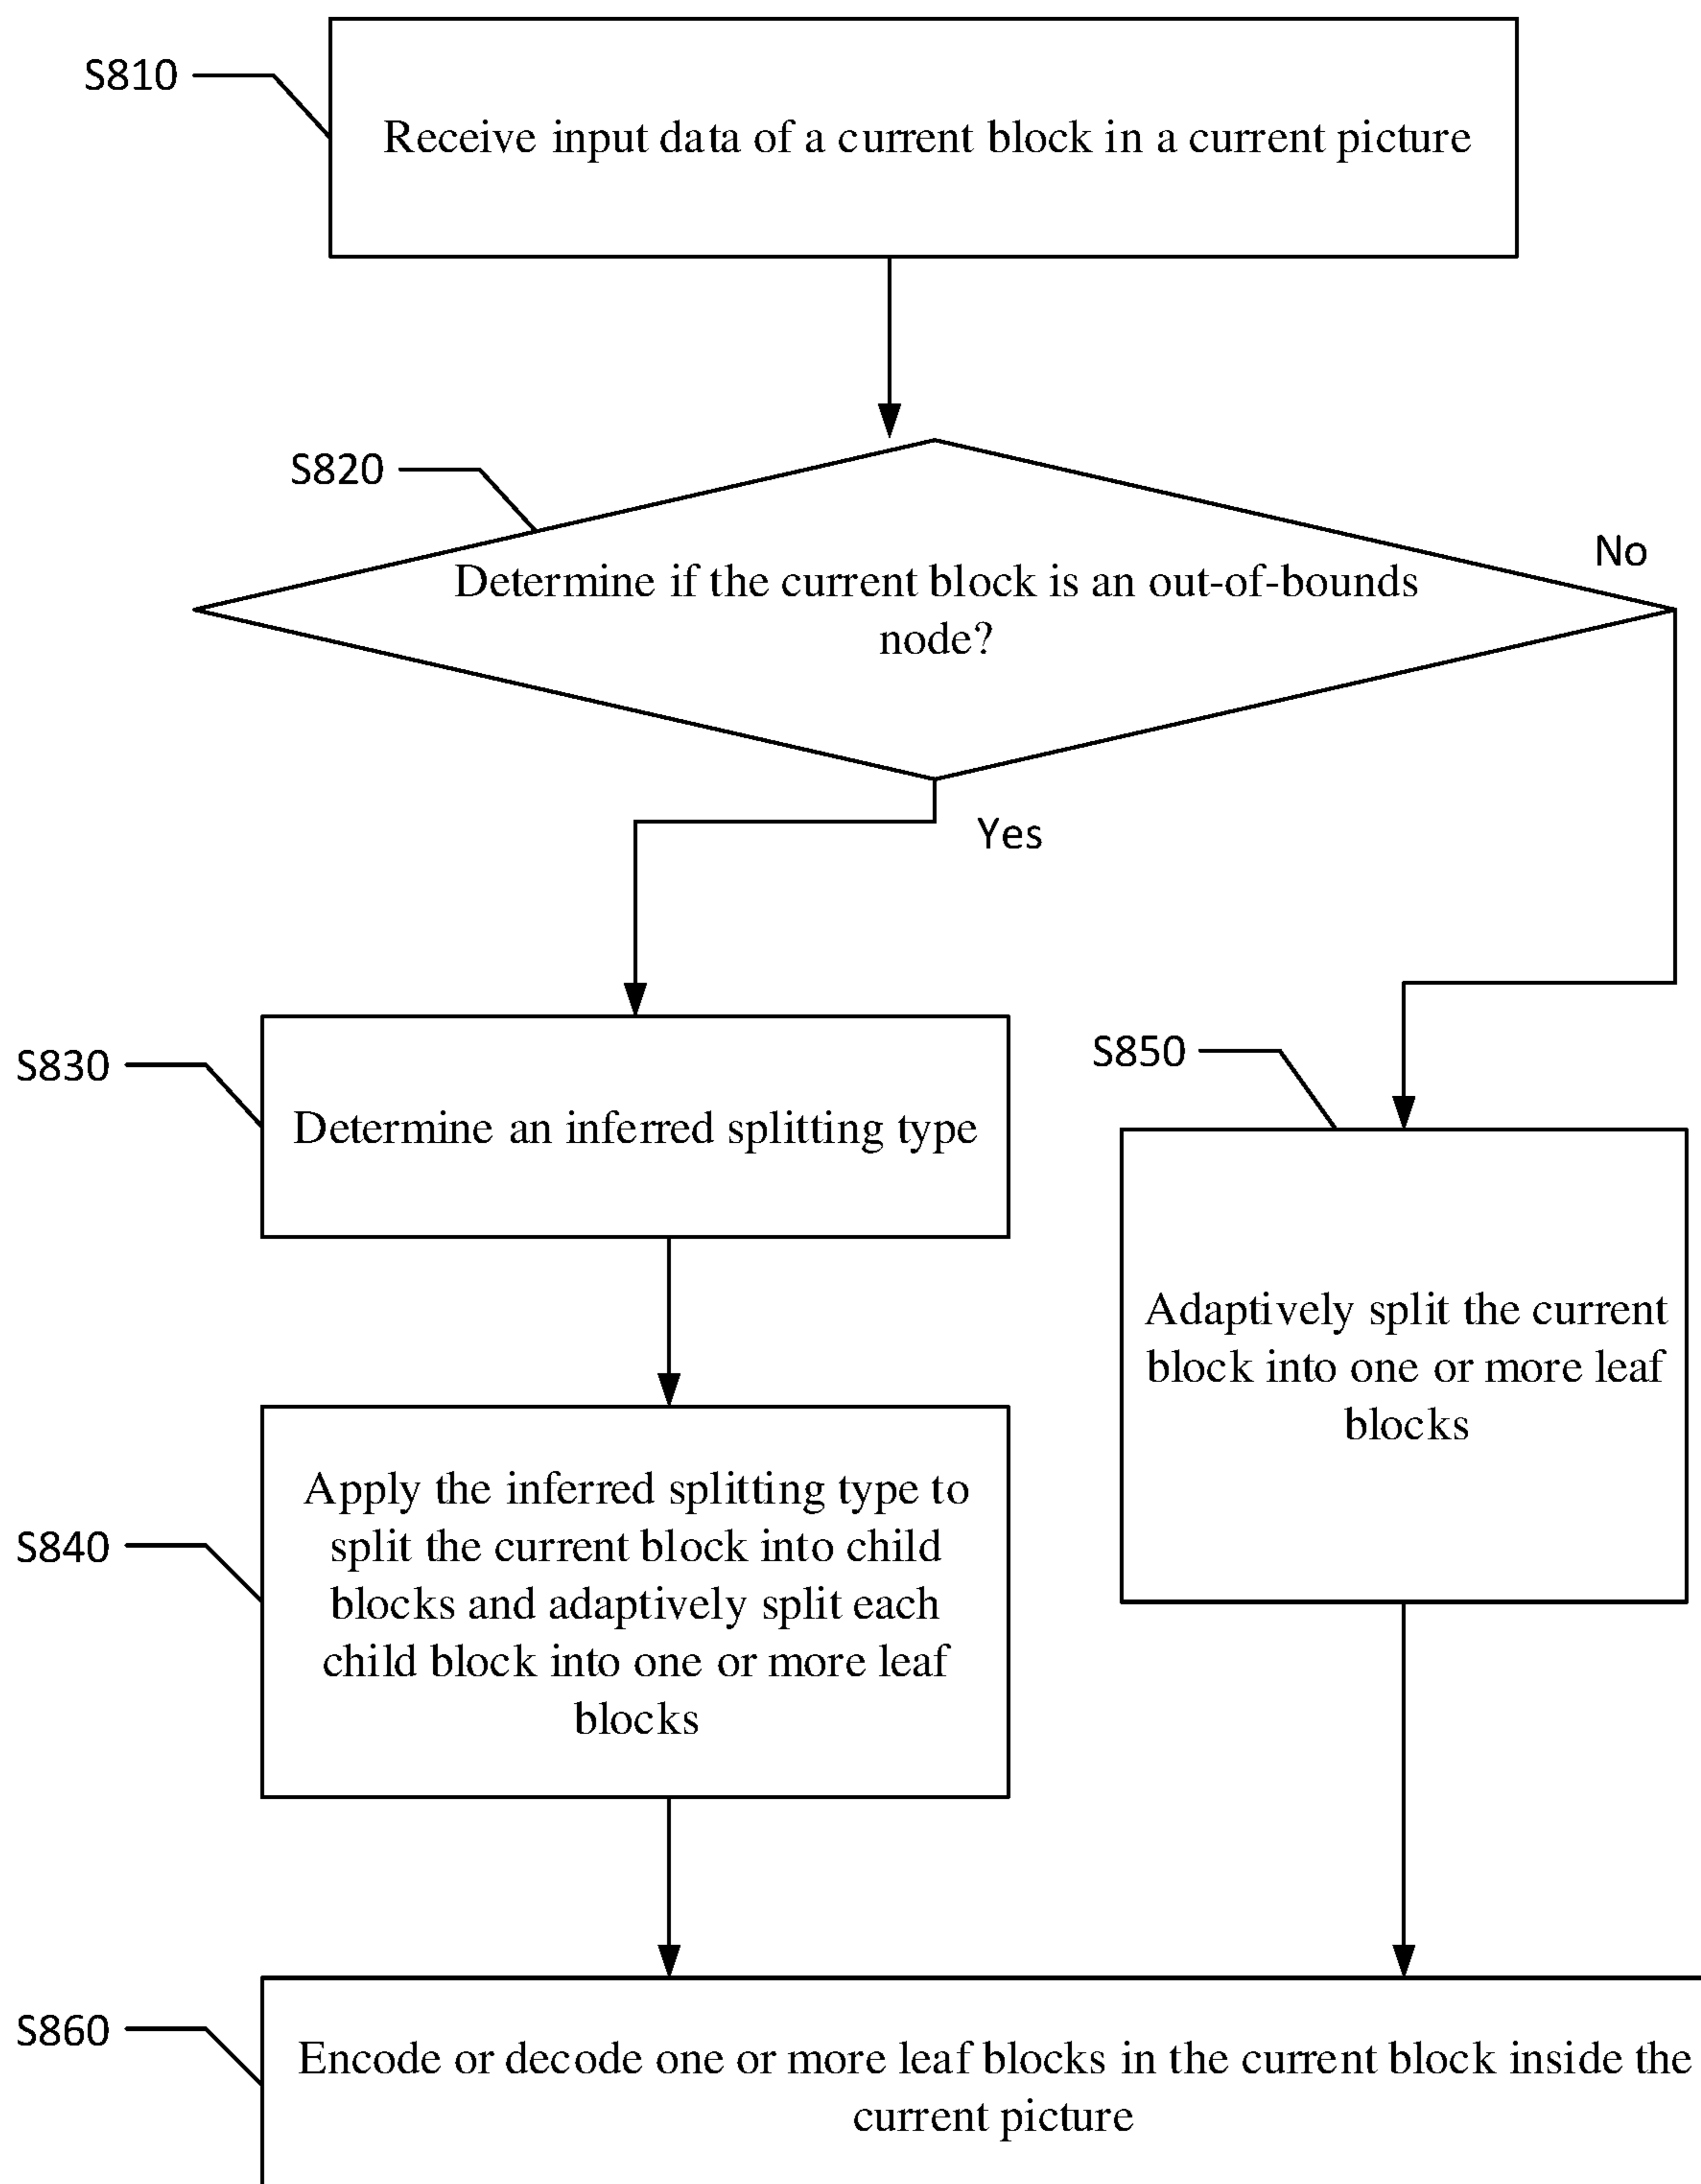 S810
Receive input data of a current block in a current picture
S820
Determine if the current block is an out-of-bounds
node?
No
Yes
S830
Determine an inferred splitting type
S850
Adaptively split the current
block into one or more leaf
blocks
S840
Apply the inferred splitting type to
split the current block into child
blocks and adaptively split each
child block into one or more leaf
blocks
S860
Encode or decode one or more leaf blocks in the current block inside the
current picture